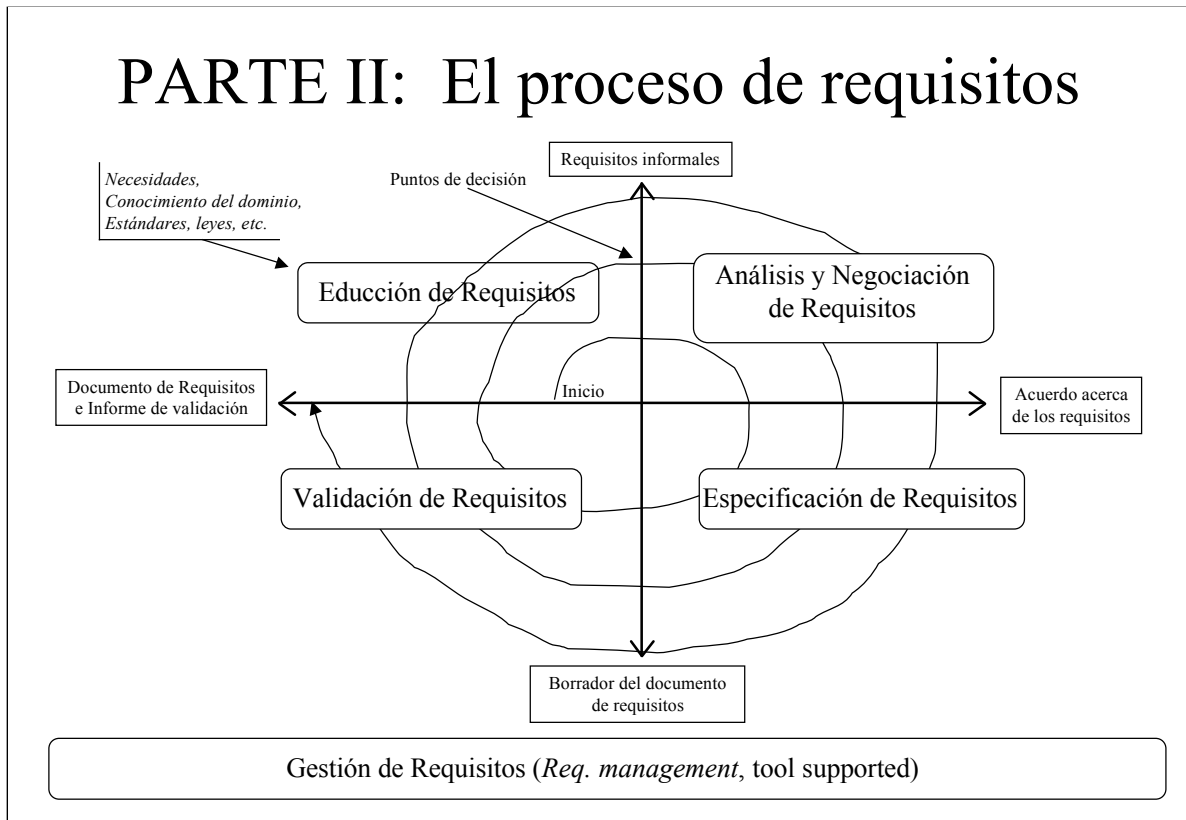 PARTE II: El proceso de requisitos
Requisitos informales
Necesidades,
Conocimiento del dominio,
Estándares, leyes, etc.
Puntos de decisión
Educción de Requisitos
Análisis y Negociación
de Requisitos
Documento de Requisitos
e Informe de validación
Inicio
Acuerdo acerca
de los requisitos
Validación de Requisitos
Especificación de Requisitos
Borrador del documento
de requisitos
Gestión de Requisitos (Req. management, tool supported)